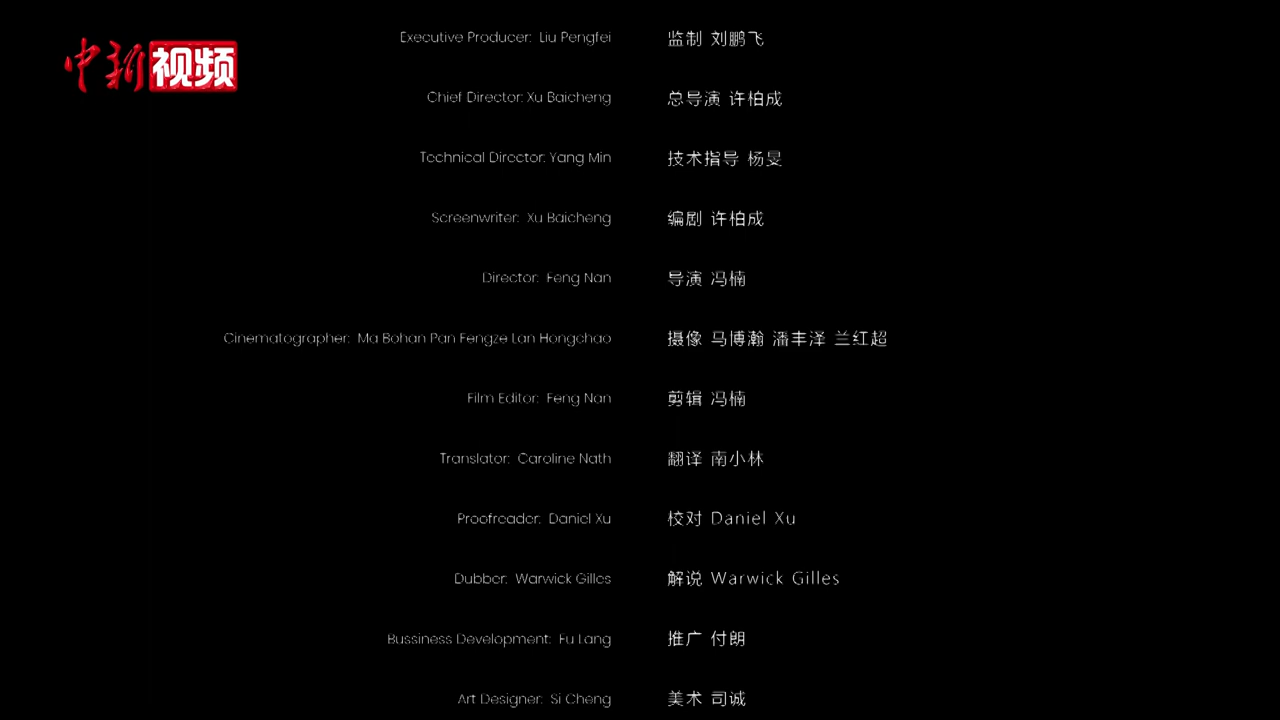 中新视频
Executive Producer: Liu Pengfei 监制 刘鹏飞
Chief Director: Xu Baicheng 总导演 许柏成
Technical Director: Yang Min 技术指导 杨旻
Screenwriter: Xu Baicheng 编剧 许柏成
Director: Feng Nan 导演 冯楠
Cinematographer: Ma Bohan Pan Fengze Lan Hongchao 摄像 马博瀚 潘丰泽 兰红超
Film Editor: Feng Nan 剪辑 冯楠
Translator: Caroline Nath 翻译 南小林
Proofreader: Daniel Xu 校对 Daniel Xu
Dubber: Warwick Gilles 解说 Warwick Gilles
Bussiness Development: Fu Lang 推广 付朗
Art Designer: Si Cheng 美术 司诚